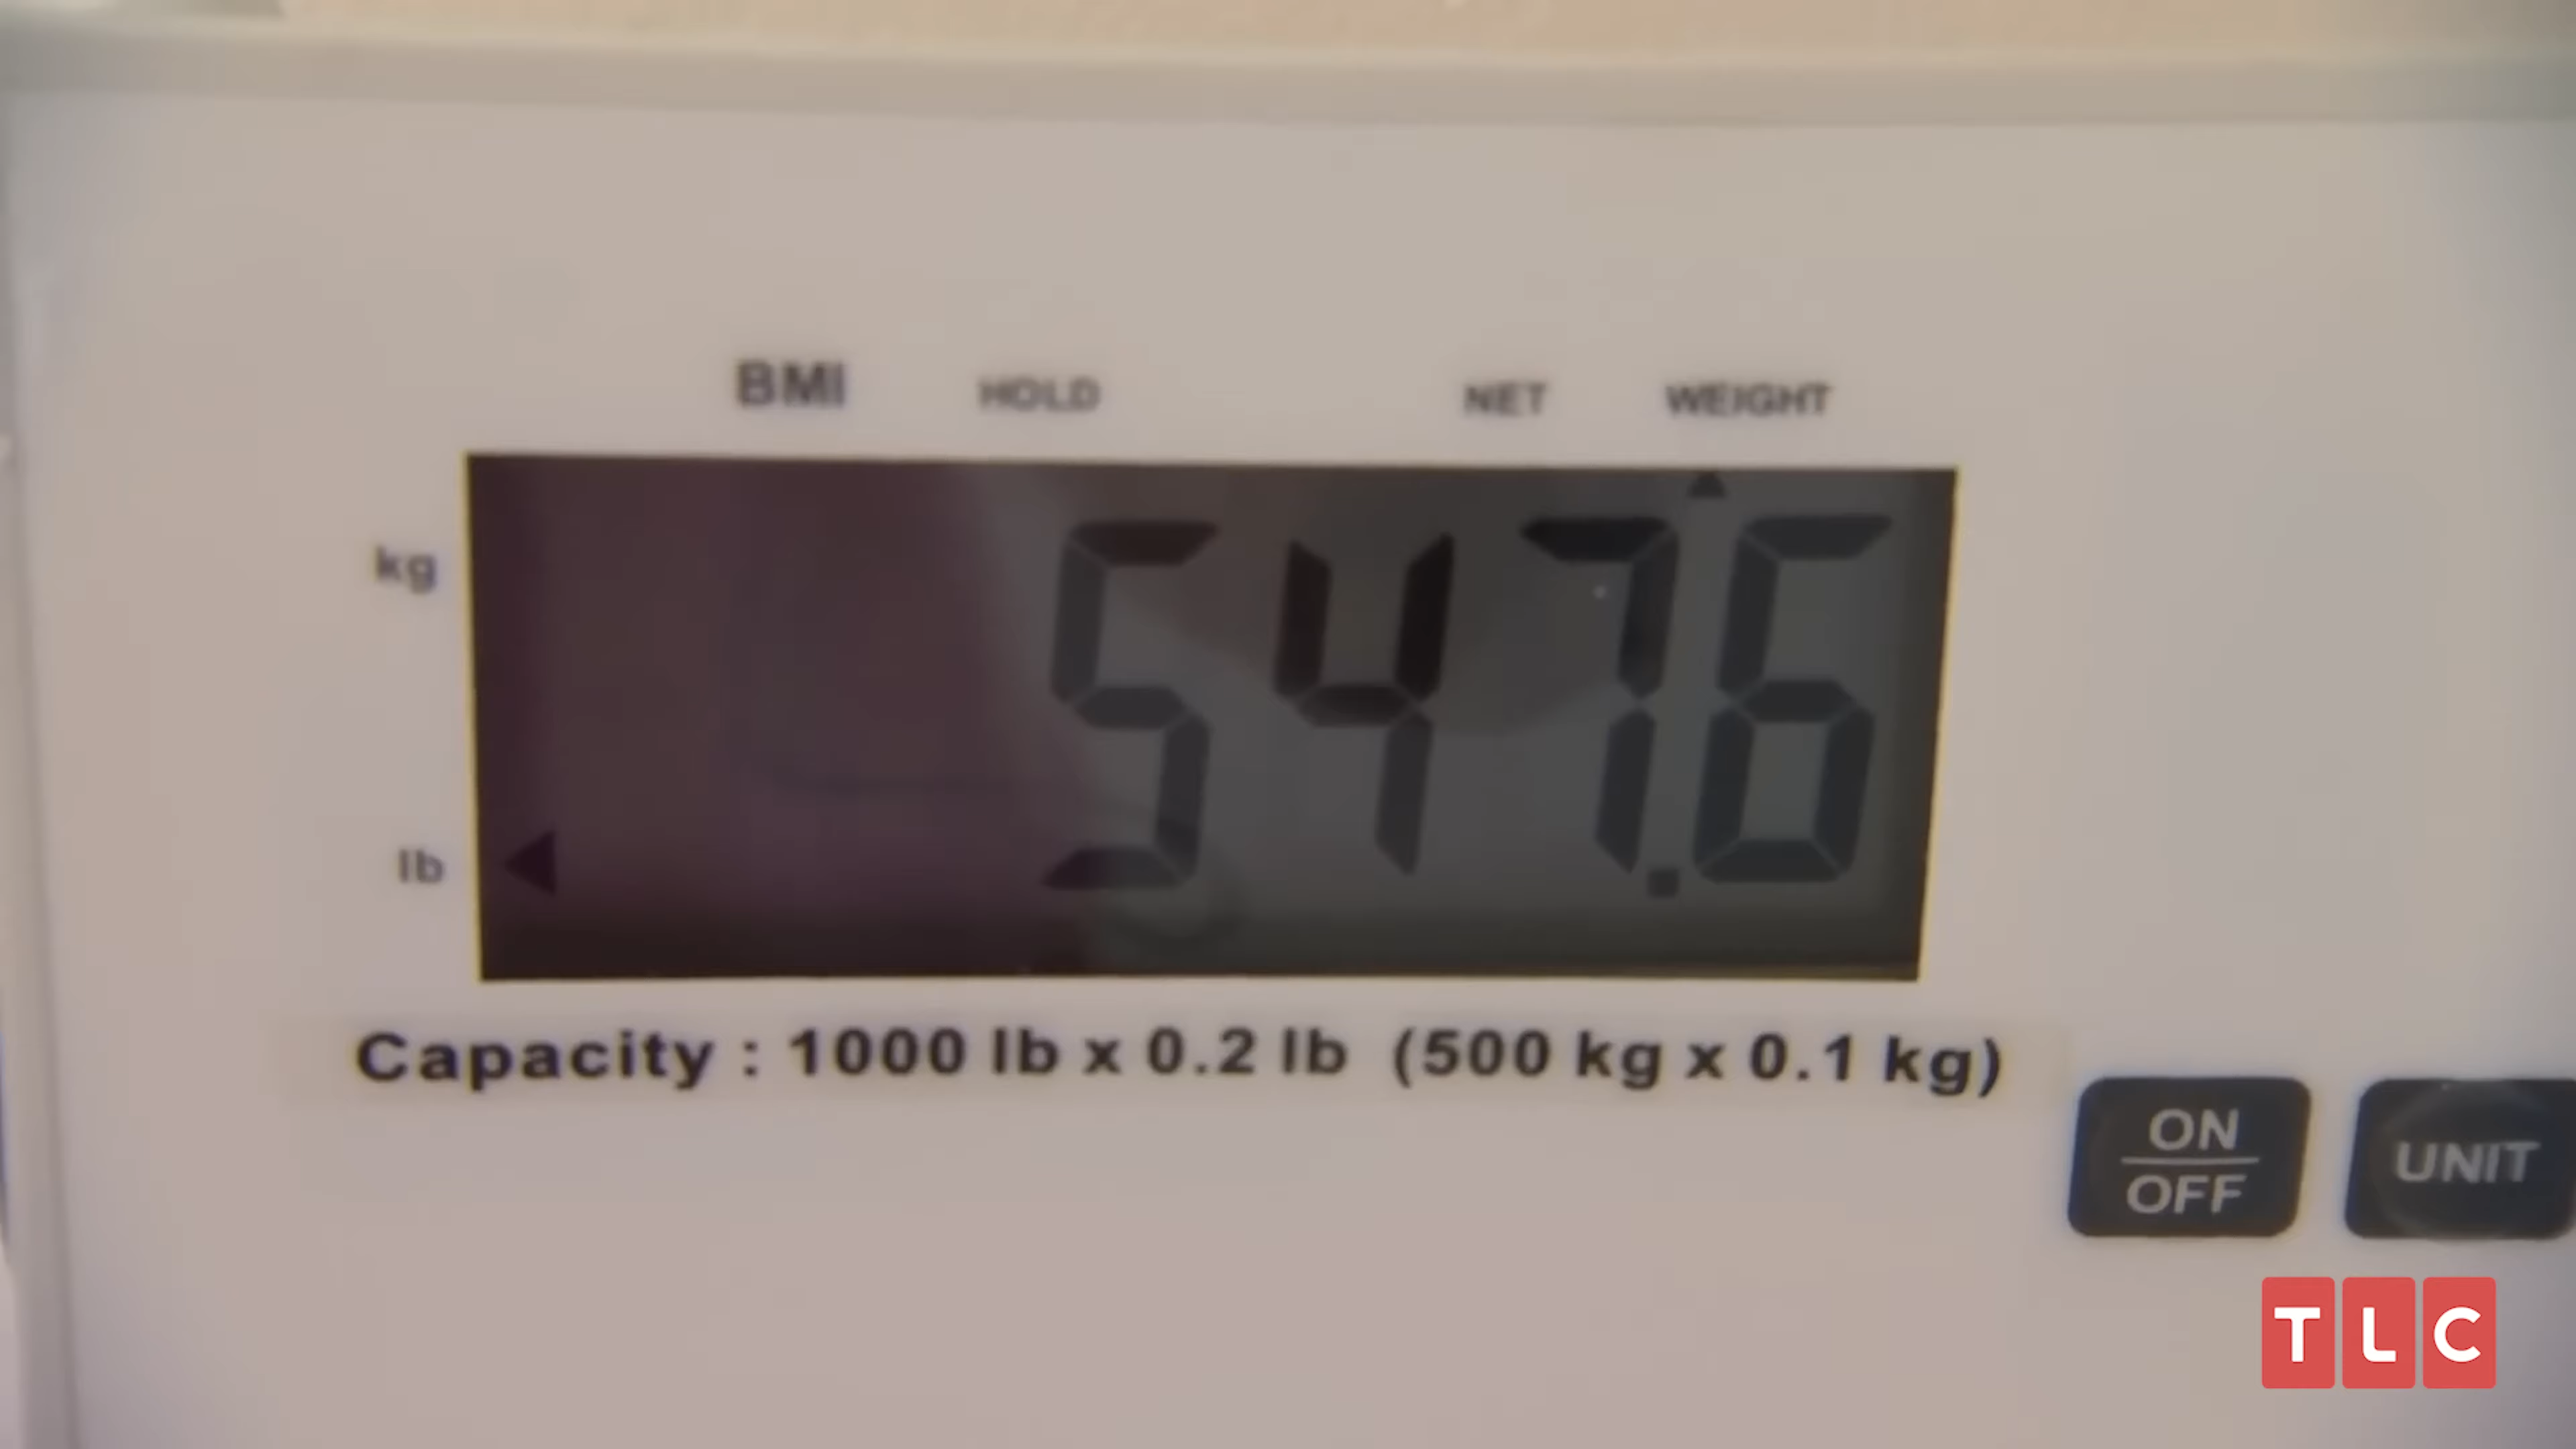 BMI HOLD NET WEIGHT
kg
547.6
lb
Capacity : 1000 lb x 0.2 lb (500 kg x 0.1 kg)
ON
OFF
UNIT
TLC